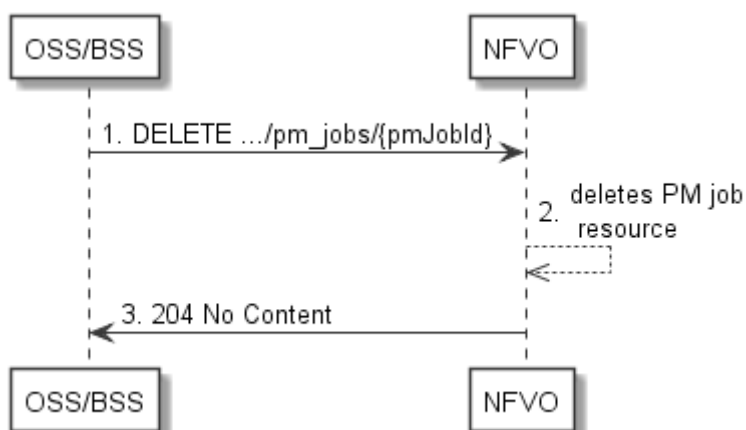 OSS/BSS
NFVO
1. DELETE .../pm_jobs/{pmJobId}
2. deletes PM job
resource
3. 204 No Content
OSS/BSS
NFVO